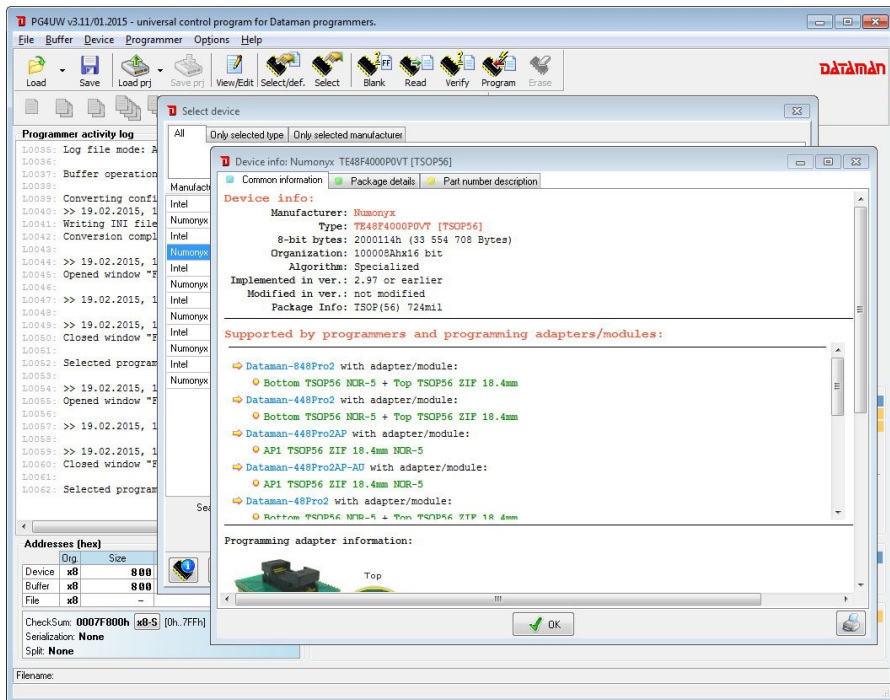 PG4UW v3.11/01.2015 - universal control program for Dataman programmers.
File Buffer Device Programmer Options Help
Load Save Load prj Save prj View/Edit Select/def. Select Blank Read Verify Program Erase
DATAMAN
Select device
All Only selected type Only selected manufacturer
Programmer activity log
L0035: Log file mode: A
L0036:
L0037: Buffer operation
L0038:
L0039: Converting confi
L0040: >> 19.02.2015, 1
L0041: Writing INI file
L0042: Conversion compl
L0043:
L0044: >> 19.02.2015, 1
L0045: Opened window "F
L0046:
L0047: >> 19.02.2015, 1
L0048:
L0049: >> 19.02.2015, 1
L0050: Closed window "F
L0051:
L0052: Selected program
L0053:
L0054: >> 19.02.2015, 1
L0055: Opened window "F
L0056:
L0057: >> 19.02.2015, 1
L0058:
L0059: >> 19.02.2015, 1
L0060: Closed window "F
L0061:
L0062: Selected program
Manufactu
Intel
Numonyx
Intel
Numonyx
Intel
Numonyx
Intel
Numonyx
Intel
Numonyx
Intel
Numonyx
Sea
Device info: Numonyx TE48F4000P0VT [TSOP56]
Common information Package details Part number description
Device info:
Manufacturer: Numonyx
Type: TE48F4000P0VT [TSOP56]
8-bit bytes: 2000114h (33 554 708 Bytes)
Organization: 100008Ahx16 bit
Algorithm: Specialized
Implemented in ver.: 2.97 or earlier
Modified in ver.: not modified
Package Info: TSOP(56) 724mil
Supported by programmers and programming adapters/modules:
Dataman-848Pro2 with adapter/module:
Bottom TSOP56 NOR-5 + Top TSOP56 ZIF 18.4mm
Dataman-448Pro2 with adapter/module:
Bottom TSOP56 NOR-5 + Top TSOP56 ZIF 18.4mm
Dataman-448Pro2AP with adapter/module:
AP1 TSOP56 ZIF 18.4mm NOR-5
Dataman-448Pro2AP-AU with adapter/module:
AP1 TSOP56 ZIF 18.4mm NOR-5
Dataman-48Pro2 with adapter/module:
Bottom TSOP56 NOR-5 + Top TSOP56 ZIF 18.4mm
Programming adapter information:
Top
OK
Addresses (hex)
Org. Size
Device x8 800
Buffer x8 800
File x8 -
CheckSum: 0007F800h x8-S [0h..7FFh]
Serialization: None
Split: None
Filename: